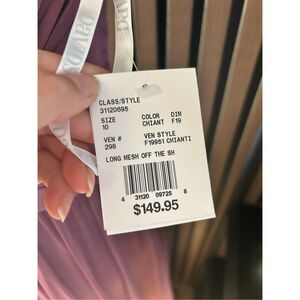 CLASS/STYLE
31120695
SIZE COLOR DIM
10 CHIANT F19
VEN # VEN STYLE
298 F19951 CHIANTI
LONG MESH OFF THE SH
4 31120 09725 8
$149.95